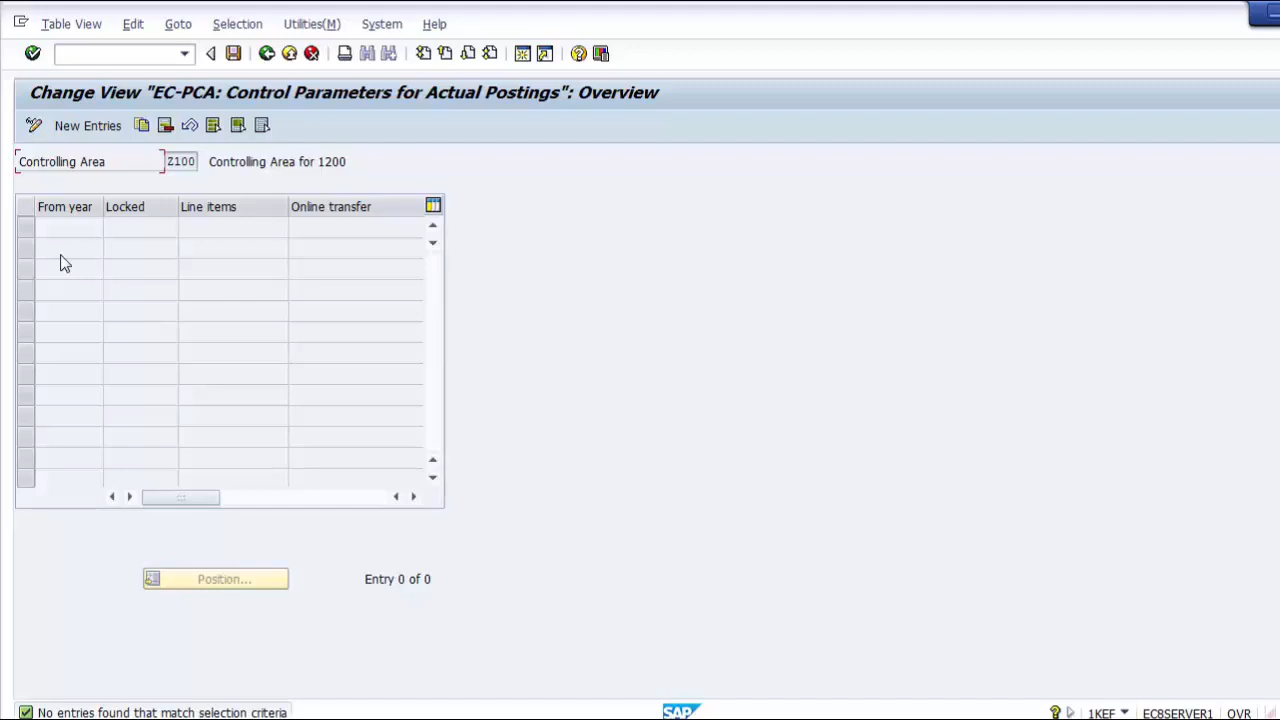 Table View Edit Goto Selection Utilities(M) System Help
Change View "EC-PCA: Control Parameters for Actual Postings": Overview
New Entries
Controlling Area Z100 Controlling Area for 1200
From year Locked Line items Online transfer
Position... Entry 0 of 0
No entries found that match selection criteria SAP 1KEF EC8SERVER1 OVR